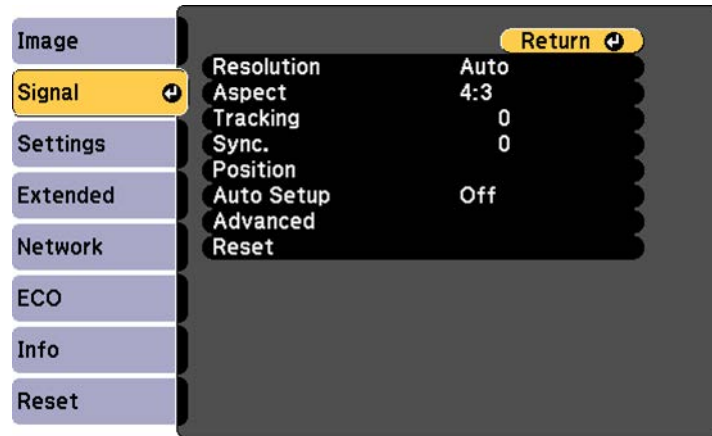 Image
Signal
Settings
Extended
Network
ECO
Info
Reset
Return
Resolution Auto
Aspect 4:3
Tracking 0
Sync. 0
Position
Auto Setup Off
Advanced
Reset